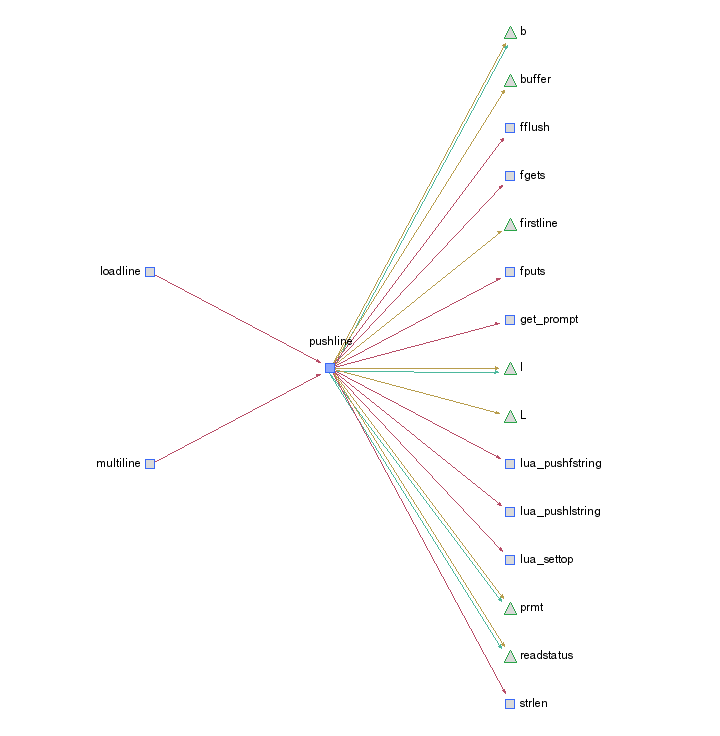 b
buffer
fflush
fgets
firstline
loadline
fputs
get_prompt
pushline
l
L
multiline
lua_pushfstring
lua_pushlstring
lua_settop
prmt
readstatus
strlen